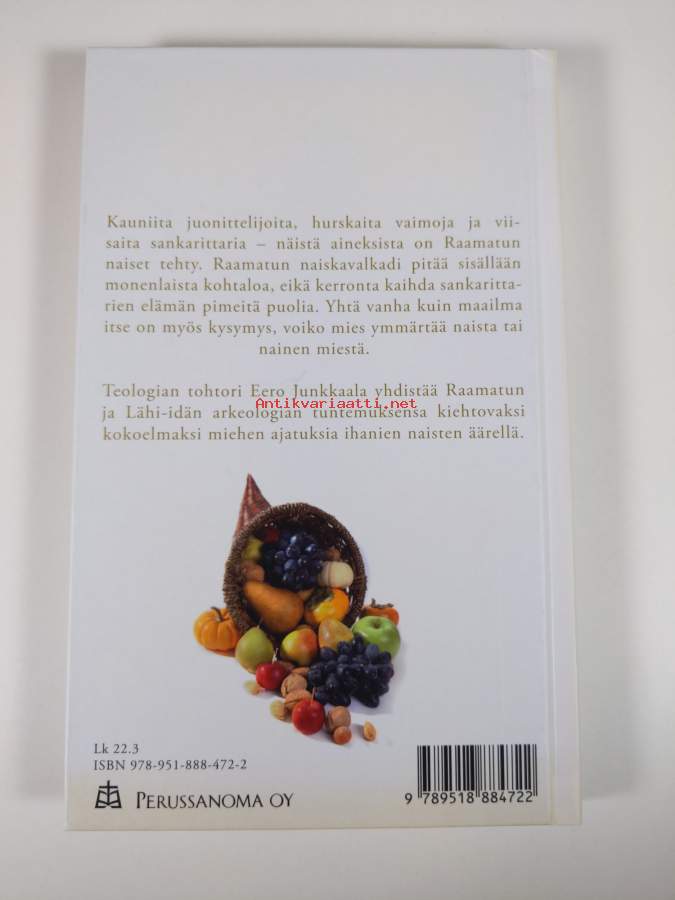 Kauniita juonittelijoita, hurskaita vaimoja ja vii-
saita sankarittaria – näistä aineksista on Raamatun
naiset tehty. Raamatun naiskavalkadi pitää sisällään
monenlaista kohtaloa, eikä kerronta kaihda sankaritta-
rien elämän pimeitä puolia. Yhtä vanha kuin maailma
itse on myös kysymys, voiko mies ymmärtää naista tai
nainen miestä.
Teologian tohtori Eero Junkkaala yhdistää Raamatun
Antikvariaatti.net
ja Lähi-idän arkeologian tuntemuksensa kiehtovaksi
kokoelmaksi miehen ajatuksia ihanien naisten äärellä.
Lk 22.3
ISBN 978-951-888-472-2
PERUSSANOMA OY
9 789518 884722